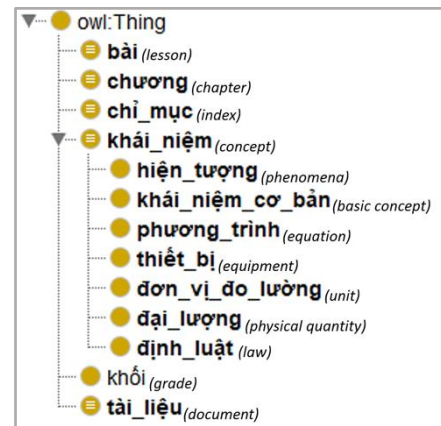 owl:Thing
bài (lesson)
chương (chapter)
chỉ_mục (index)
khái_niệm (concept)
hiện_tượng (phenomena)
khái_niệm_cơ_bản (basic concept)
phương_trình (equation)
thiết_bị (equipment)
đơn_vị_đo_lường (unit)
đại_lượng (physical quantity)
định_luật (law)
khối (grade)
tài_liệu (document)